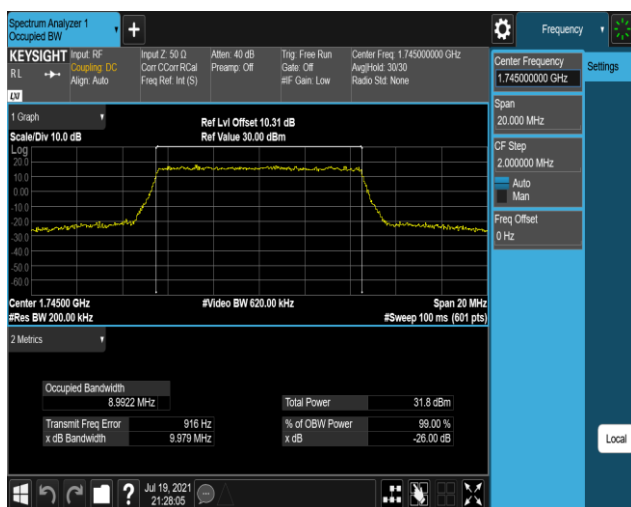 Spectrum Analyzer 1
Occupied BW
+
Frequency
KEYSIGHT
RL
Input: RF
Coupling: DC
Align: Auto
Input Z: 50 Ω
Corr CCorr RCal
Freq Ref: Int (S)
Atten: 40 dB
Preamp: Off
Trig: Free Run
Gate: Off
#IF Gain: Low
Center Freq: 1.745000000 GHz
Avg|Hold: 30/30
Radio Std: None
LXI
Center Frequency
1.745000000 GHz
Settings
Span
20.000 MHz
CF Step
2.000000 MHz
Auto
Man
Freq Offset
0 Hz
Local
1 Graph
Scale/Div 10.0 dB
Ref Lvl Offset 10.31 dB
Ref Value 30.00 dBm
Log
20.0
10.0
0.00
-10.0
-20.0
-30.0
-40.0
-50.0
-60.0
Center 1.74500 GHz
#Video BW 620.00 kHz
Span 20 MHz
#Res BW 200.00 kHz
#Sweep 100 ms (601 pts)
2 Metrics
Occupied Bandwidth
8.9922 MHz
Total Power 31.8 dBm
Transmit Freq Error 916 Hz
% of OBW Power 99.00 %
x dB Bandwidth 9.979 MHz
x dB -26.00 dB
?
Jul 19, 2021
21:28:05